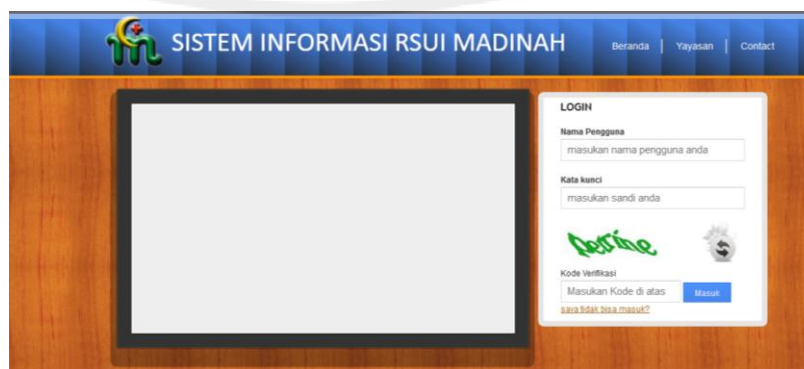 SISTEM INFORMASI RSUI MADINAH
Beranda | Yayasan | Contact
LOGIN
Nama Pengguna
masukan nama pengguna anda
Kata kunci
masukan sandi anda
Kode Verifikasi
Masukan Kode di atas
Masuk
saya tidak bisa masuk?